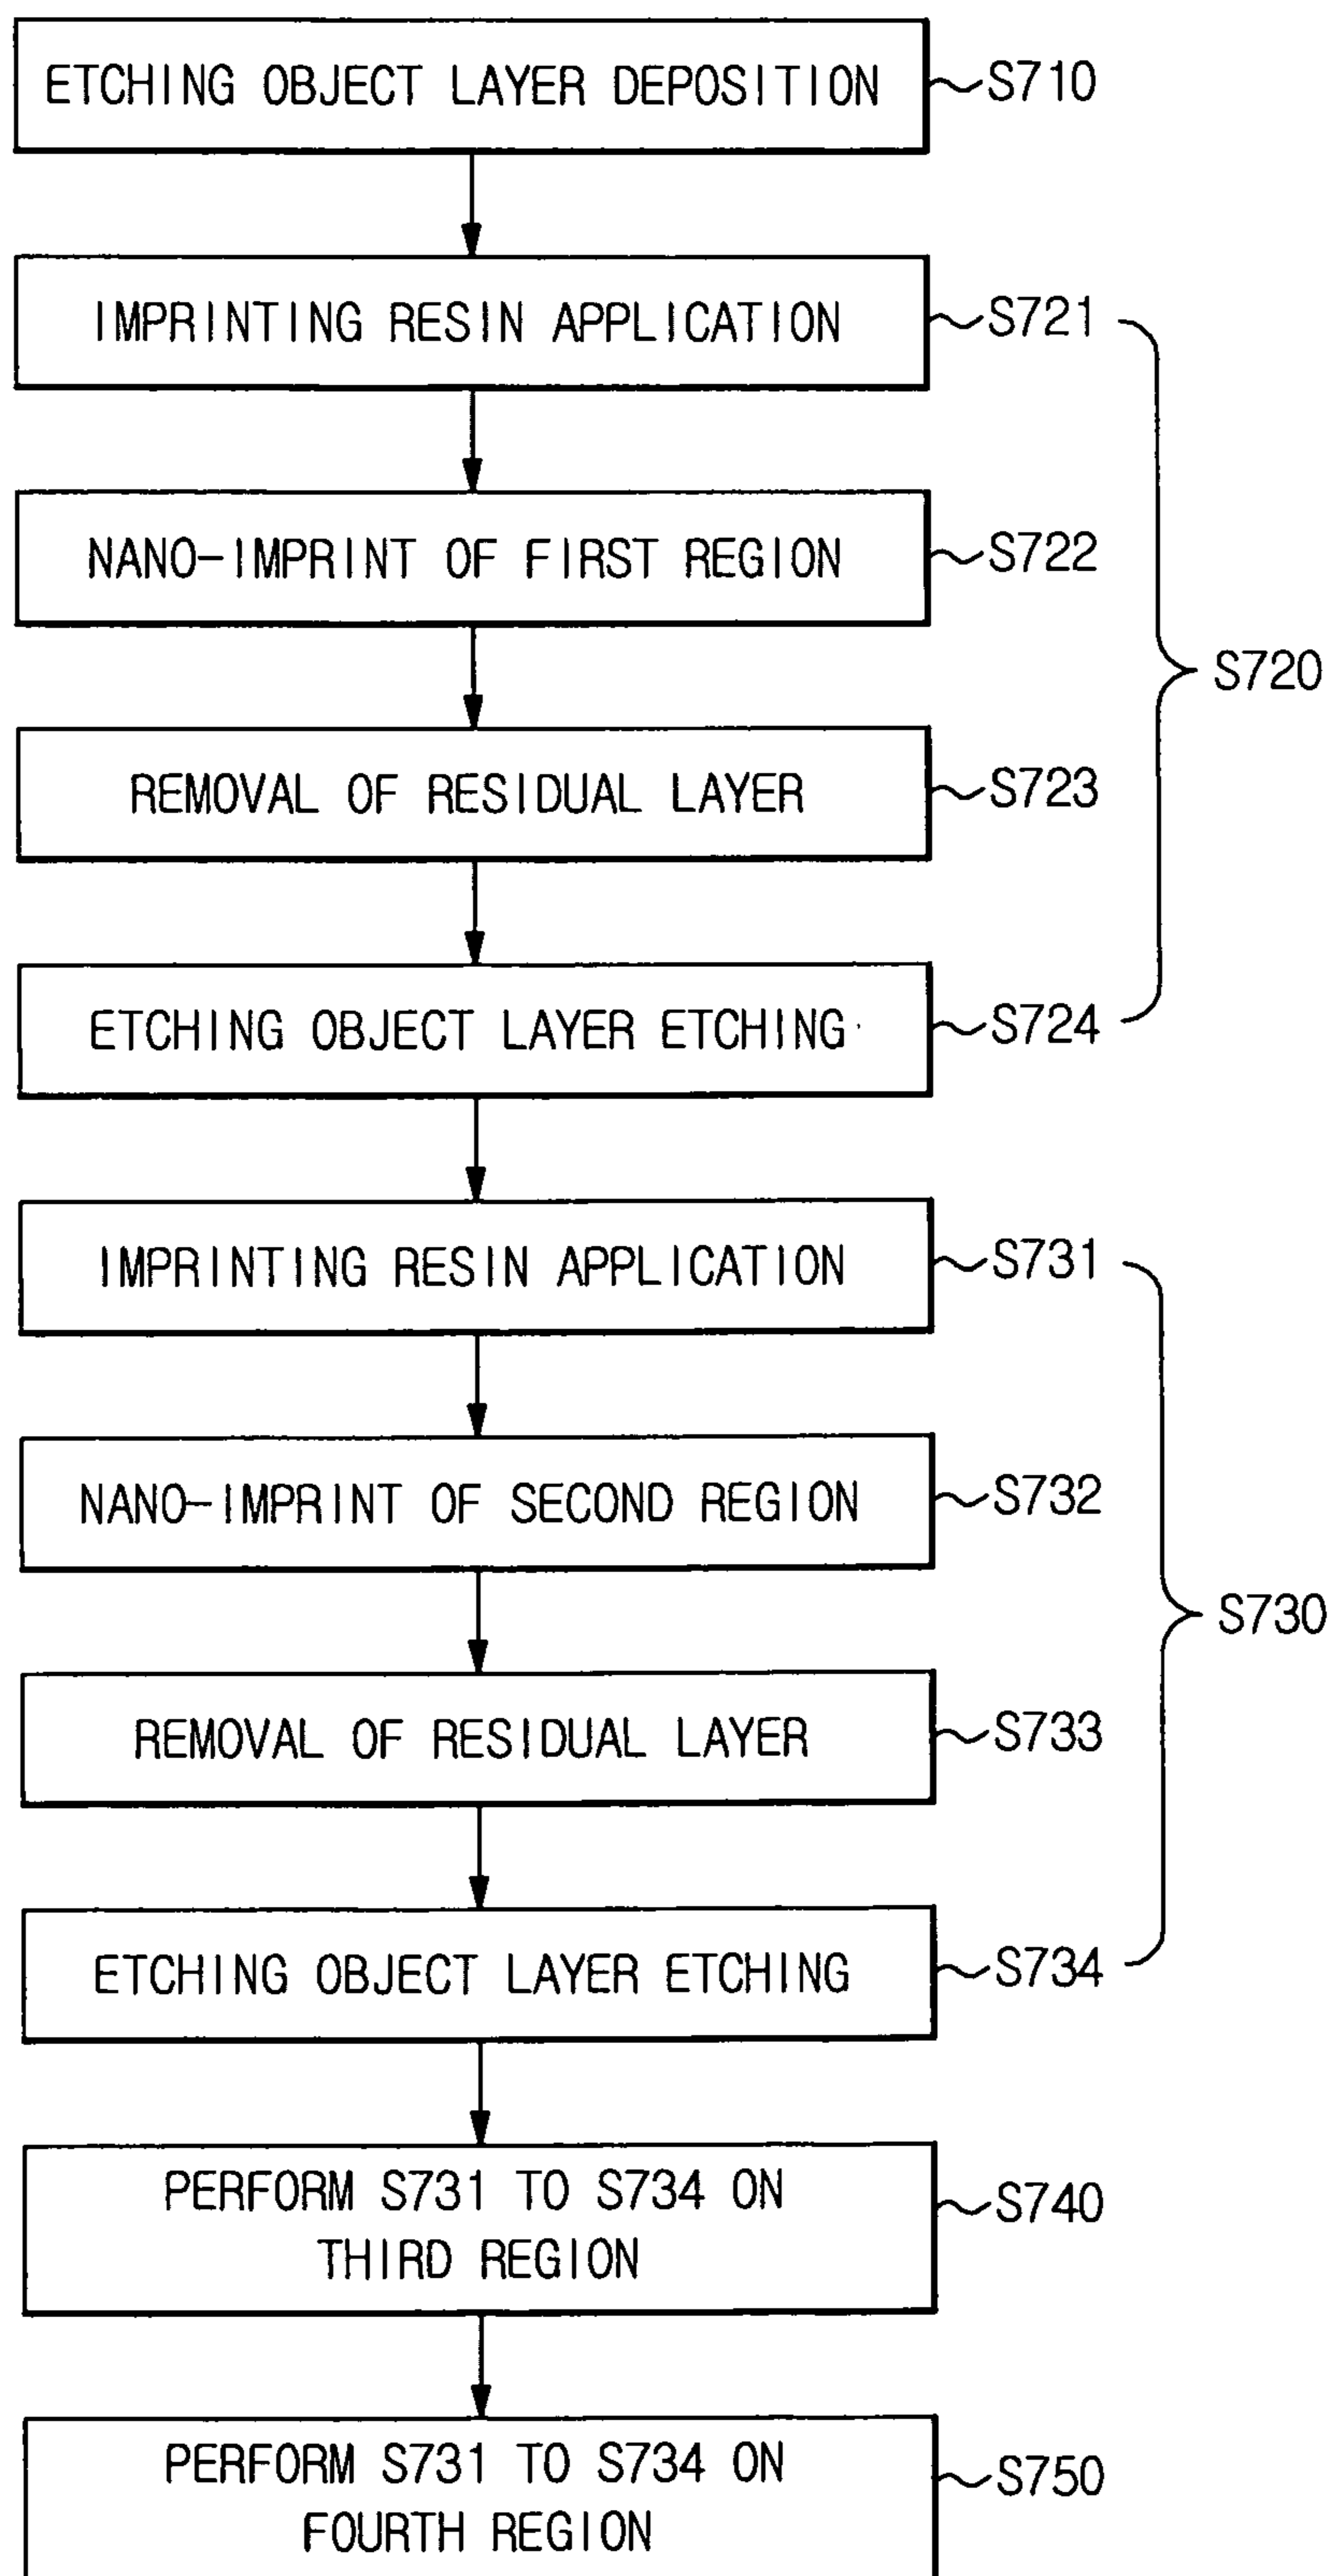 ETCHING OBJECT LAYER DEPOSITION
S710
IMPRINTING RESIN APPLICATION
S721
NANO-IMPRINT OF FIRST REGION
S722
S720
REMOVAL OF RESIDUAL LAYER
S723
ETCHING OBJECT LAYER ETCHING
S724
IMPRINTING RESIN APPLICATION
S731
NANO-IMPRINT OF SECOND REGION
S732
S730
REMOVAL OF RESIDUAL LAYER
S733
ETCHING OBJECT LAYER ETCHING
S734
PERFORM S731 TO S734 ON
THIRD REGION
S740
PERFORM S731 TO S734 ON
FOURTH REGION
S750